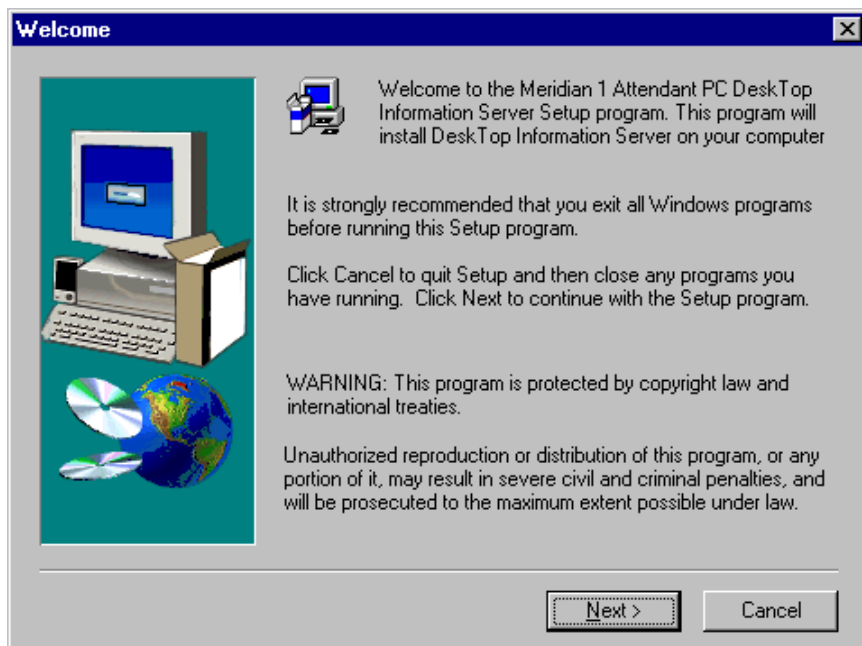 Welcome
Welcome to the Meridian 1 Attendant PC DeskTop
Information Server Setup program. This program will
install DeskTop Information Server on your computer
It is strongly recommended that you exit all Windows programs
before running this Setup program.
Click Cancel to quit Setup and then close any programs you
have running.  Click Next to continue with the Setup program.
WARNING: This program is protected by copyright law and
international treaties.
Unauthorized reproduction or distribution of this program, or any
portion of it, may result in severe civil and criminal penalties, and
will be prosecuted to the maximum extent possible under law.
Next >
Cancel